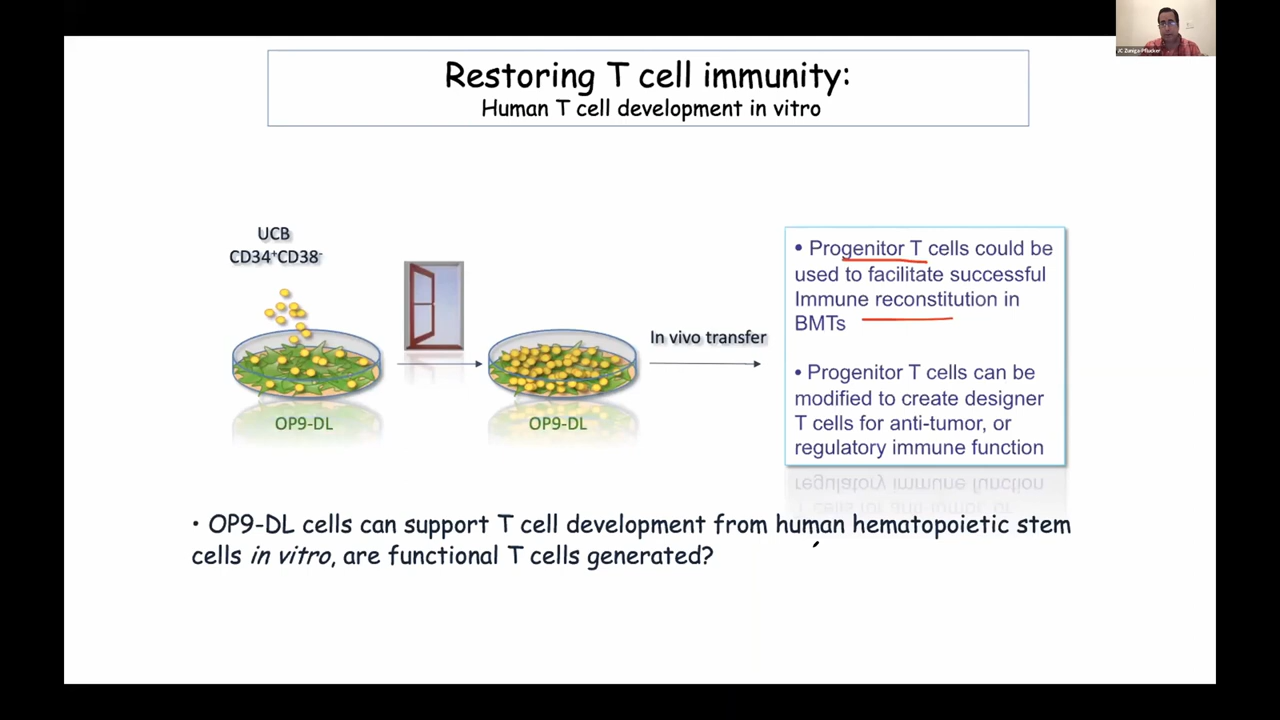 JC Zuniga-Pflucker
Restoring T cell immunity:
Human T cell development in vitro
UCB
CD34⁺CD38⁻
OP9-DL
OP9-DL
In vivo transfer
• Progenitor T cells could be
used to facilitate successful
Immune reconstitution in
BMTs
• Progenitor T cells can be
modified to create designer
T cells for anti-tumor, or
regulatory immune function
• OP9-DL cells can support T cell development from human hematopoietic stem
cells in vitro, are functional T cells generated?